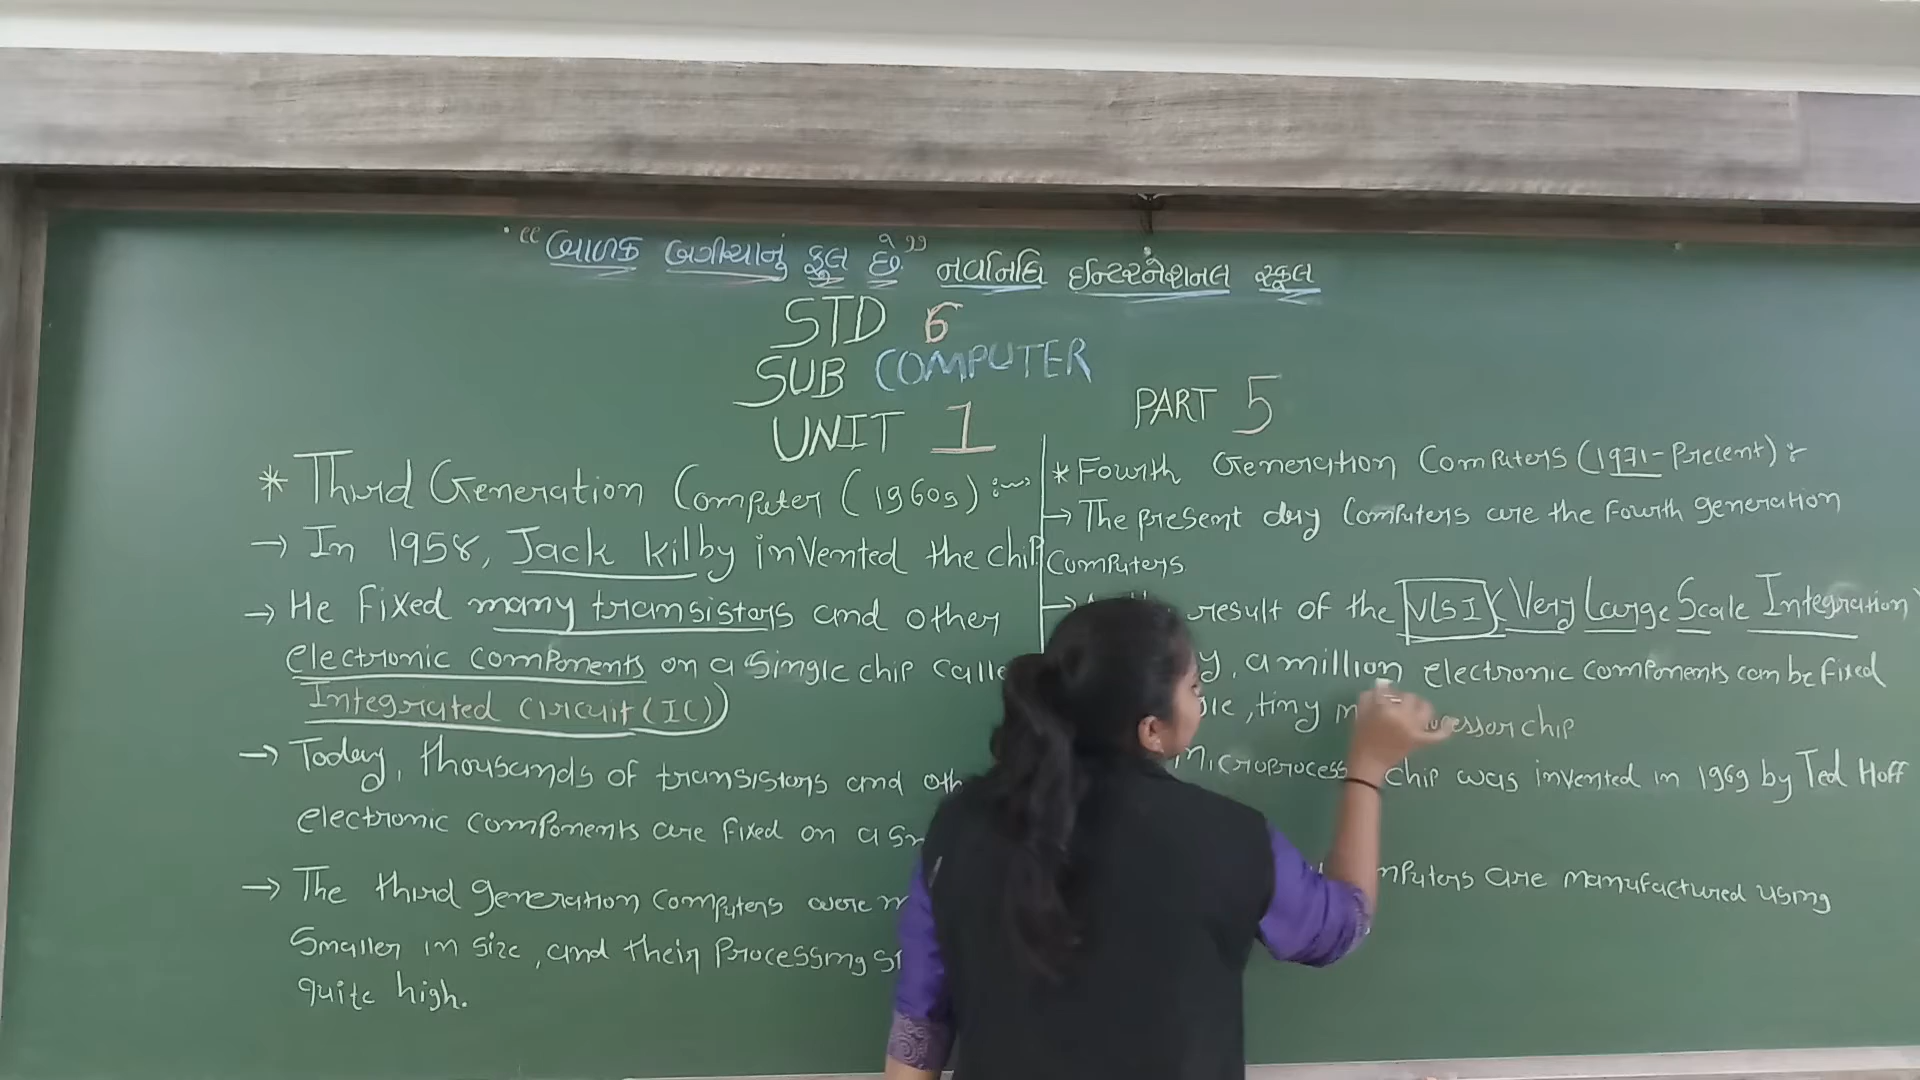 “બાળક બગીચાનું ફુલ છે” નવનિધિ ઈન્ટરનેશનલ સ્કૂલ
STD 6
SUB COMPUTER
UNIT 1
PART 5
* Third Generation Computer (1960s) :-
→ In 1958, Jack Kilby invented the chip
→ He fixed many transistors and other
electronic components on a single chip calle
Integrated circuit (IC)
→ Today, thousands of transistors and oth
electronic components are fixed on a sm
→ The third generation computers were m
Smaller in size, and their processing s
quite high.
* Fourth Generation Computers (1971-Precent) :
→ The present day computers are the fourth generation
computers.
→ result of the VLSI (Very Large Scale Integration)
y, a million electronic components can be fixed
gle, tiny m ocessor chip
microprocess chip was invented in 1969 by Ted Hoff
mputers are manufactured using